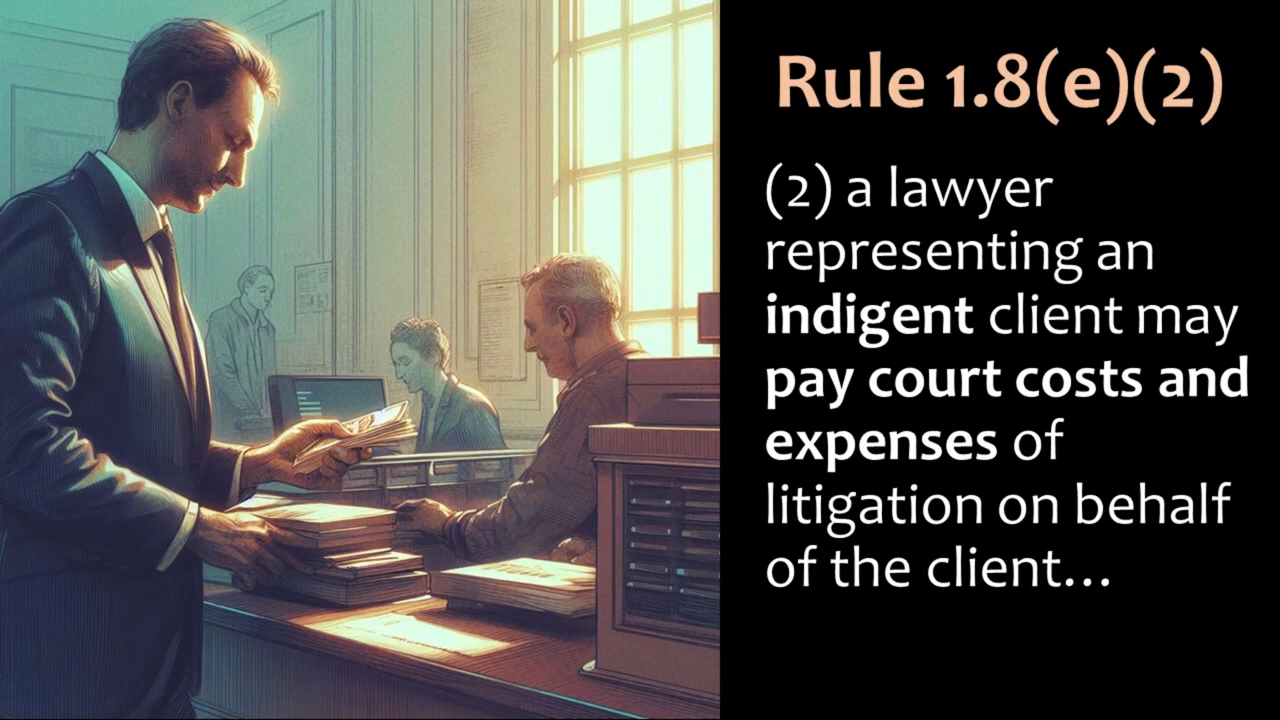 Rule 1.8(e)(2)
(2) a lawyer
representing an
indigent client may
pay court costs and
expenses of
litigation on behalf
of the client…